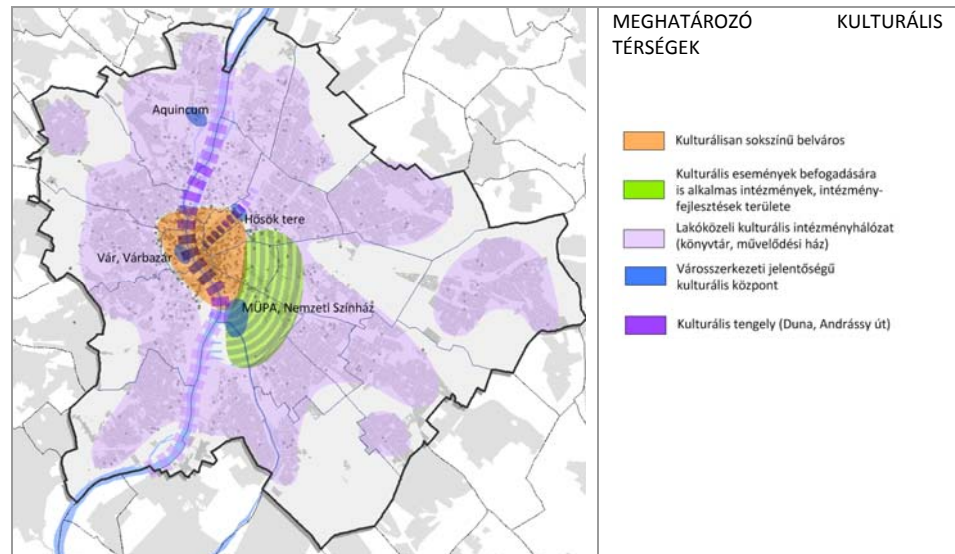 MEGHATÁROZÓ KULTURÁLIS
TÉRSÉGEK
Aquincum
Hősök tere
Vár, Várbazár
MÜPA, Nemzeti Színház
Kulturálisan sokszínű belváros
Kulturális események befogadására
is alkalmas intézmények, intézmény-
fejlesztések területe
Lakóközeli kulturális intézményhálózat
(könyvtár, művelődési ház)
Városszerkezeti jelentőségű
kulturális központ
Kulturális tengely (Duna, Andrássy út)